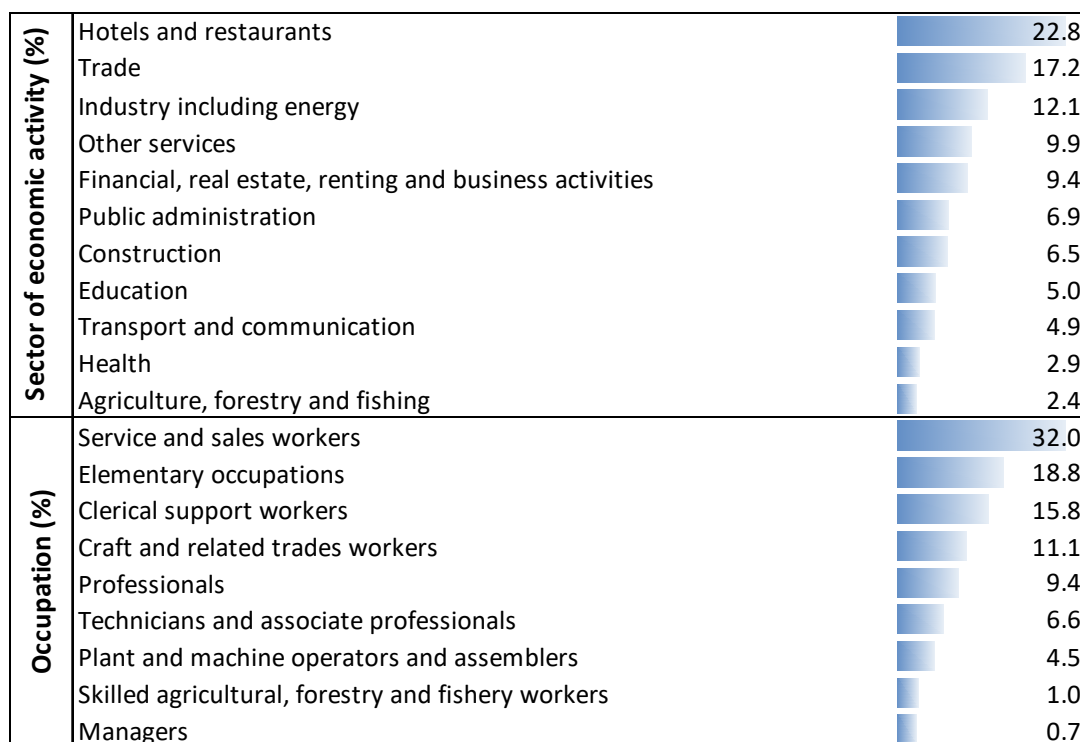 Sector of economic activity (%)
Hotels and restaurants 22.8
Trade 17.2
Industry including energy 12.1
Other services 9.9
Financial, real estate, renting and business activities 9.4
Public administration 6.9
Construction 6.5
Education 5.0
Transport and communication 4.9
Health 2.9
Agriculture, forestry and fishing 2.4
Occupation (%)
Service and sales workers 32.0
Elementary occupations 18.8
Clerical support workers 15.8
Craft and related trades workers 11.1
Professionals 9.4
Technicians and associate professionals 6.6
Plant and machine operators and assemblers 4.5
Skilled agricultural, forestry and fishery workers 1.0
Managers 0.7